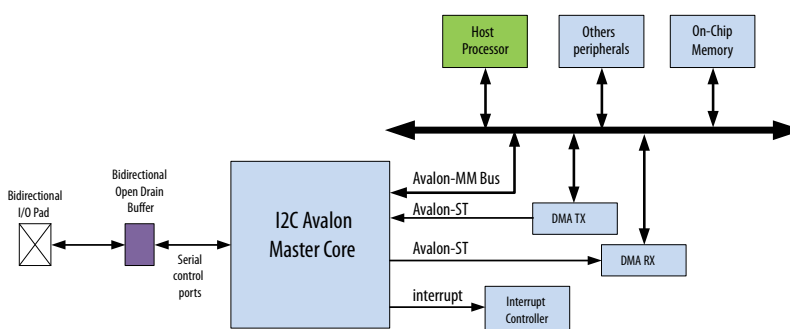 Host
Processor
Others
peripherals
On-Chip
Memory
Bidirectional
I/O Pad
Bidirectional
Open Drain
Buffer
Serial
control
ports
I2C Avalon
Master Core
Avalon-MM Bus
Avalon-ST
DMA TX
Avalon-ST
DMA RX
interrupt
Interrupt
Controller